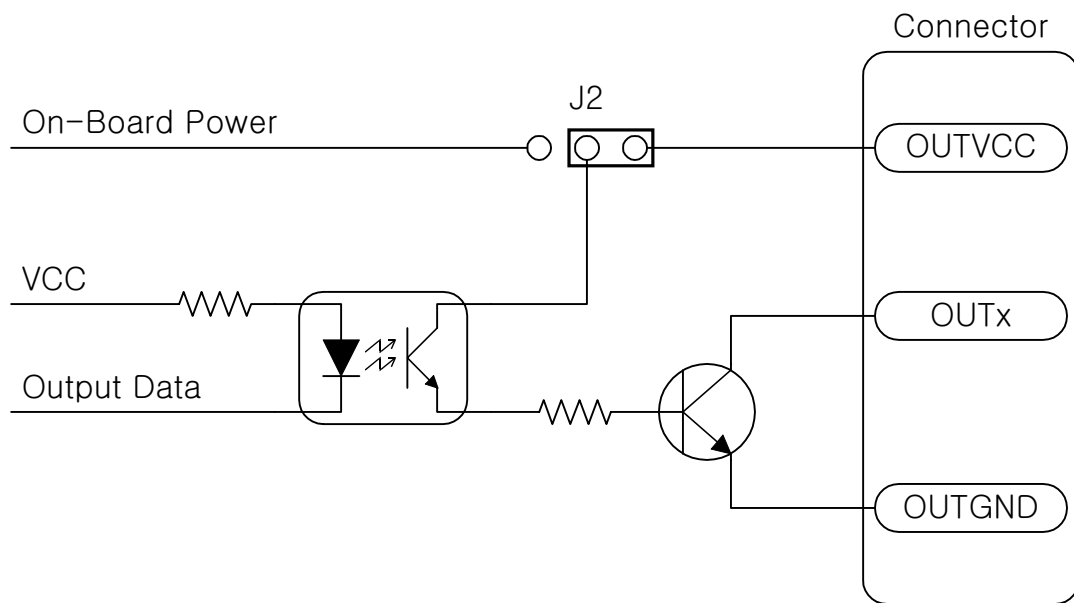 Connector
J2
On-Board Power
OUTVCC
VCC
OUTx
Output Data
OUTGND